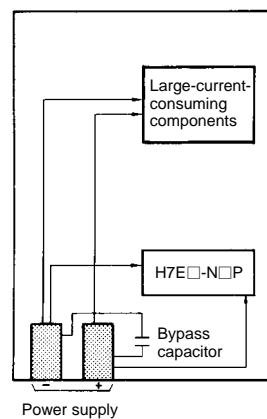 Large-current-
consuming
components
H7E□-N□P
Bypass
capacitor
− +
Power supply